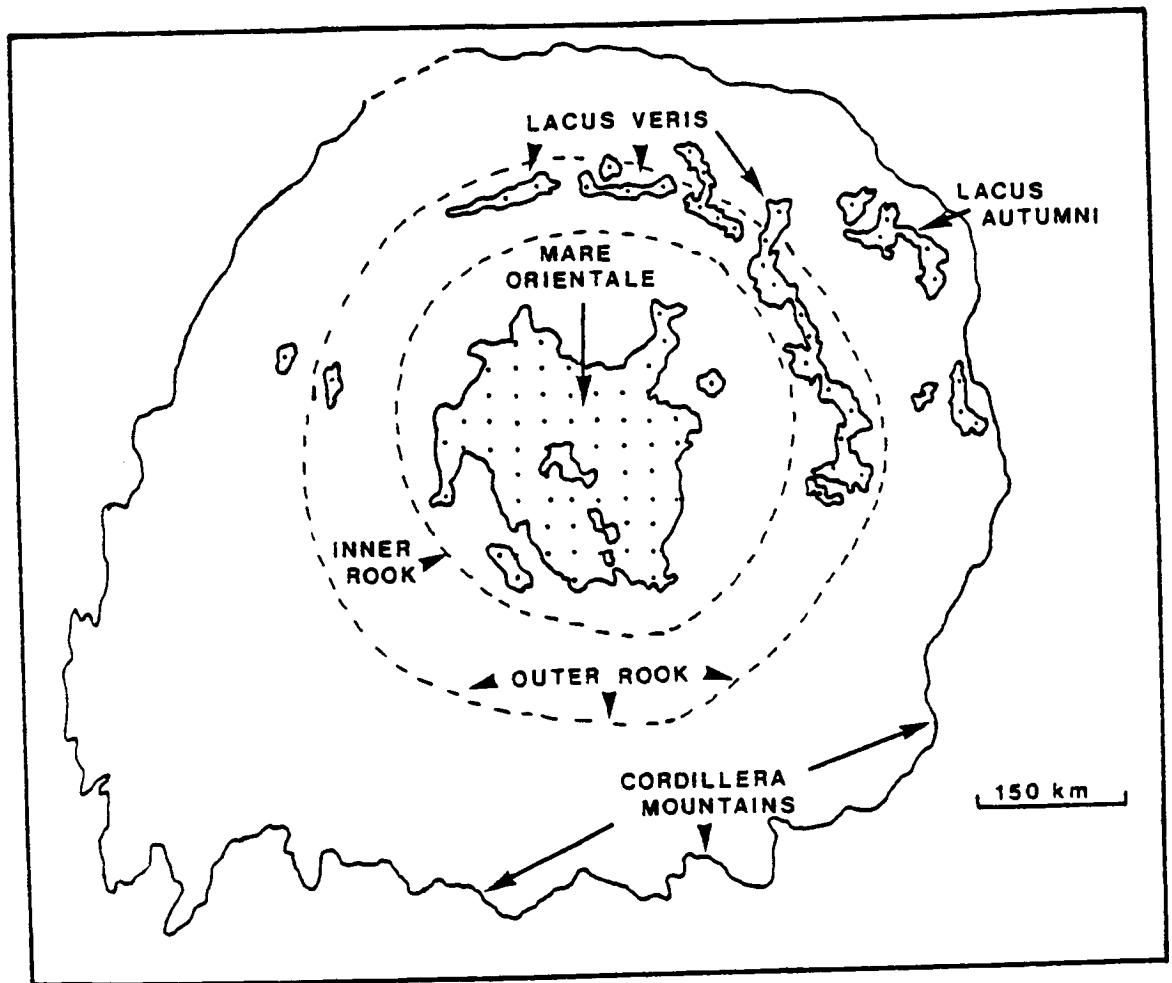 LACUS VERIS
LACUS
AUTUMNI
MARE
ORIENTALE
INNER
ROOK
OUTER ROOK
CORDILLERA
MOUNTAINS
150 km